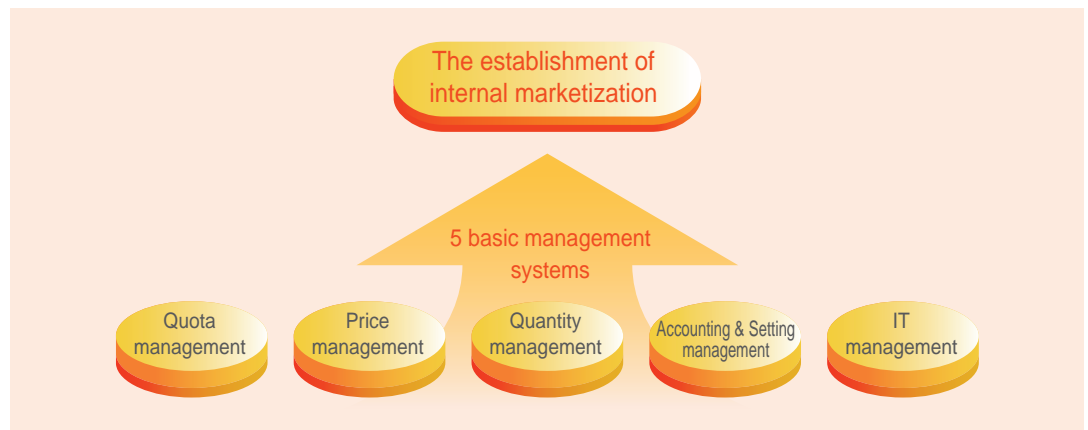 The establishment of
internal marketization
5 basic management
systems
Quota
management
Price
management
Quantity
management
Accounting & Setting
management
IT
management